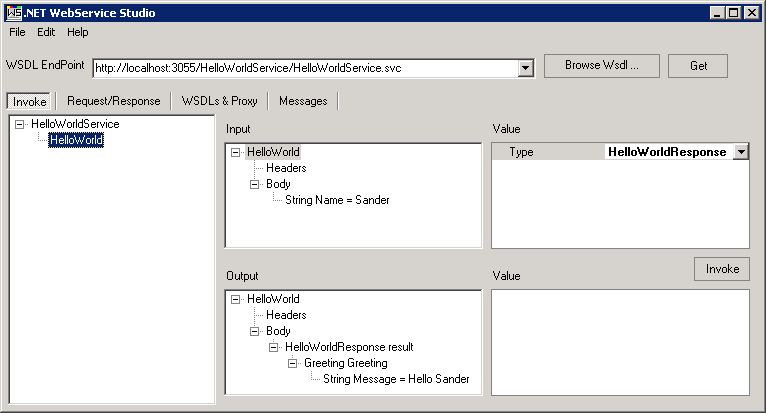 WS .NET WebService Studio
File Edit Help
WSDL EndPoint http://localhost:3055/HelloWorldService/HelloWorldService.svc Browse Wsdl ... Get
Invoke Request/Response WSDLs & Proxy Messages
HelloWorldService
HelloWorld
Input
HelloWorld
Headers
Body
String Name = Sander
Value
Type HelloWorldResponse
Invoke
Output
HelloWorld
Headers
Body
HelloWorldResponse result
Greeting Greeting
String Message = Hello Sander
Value